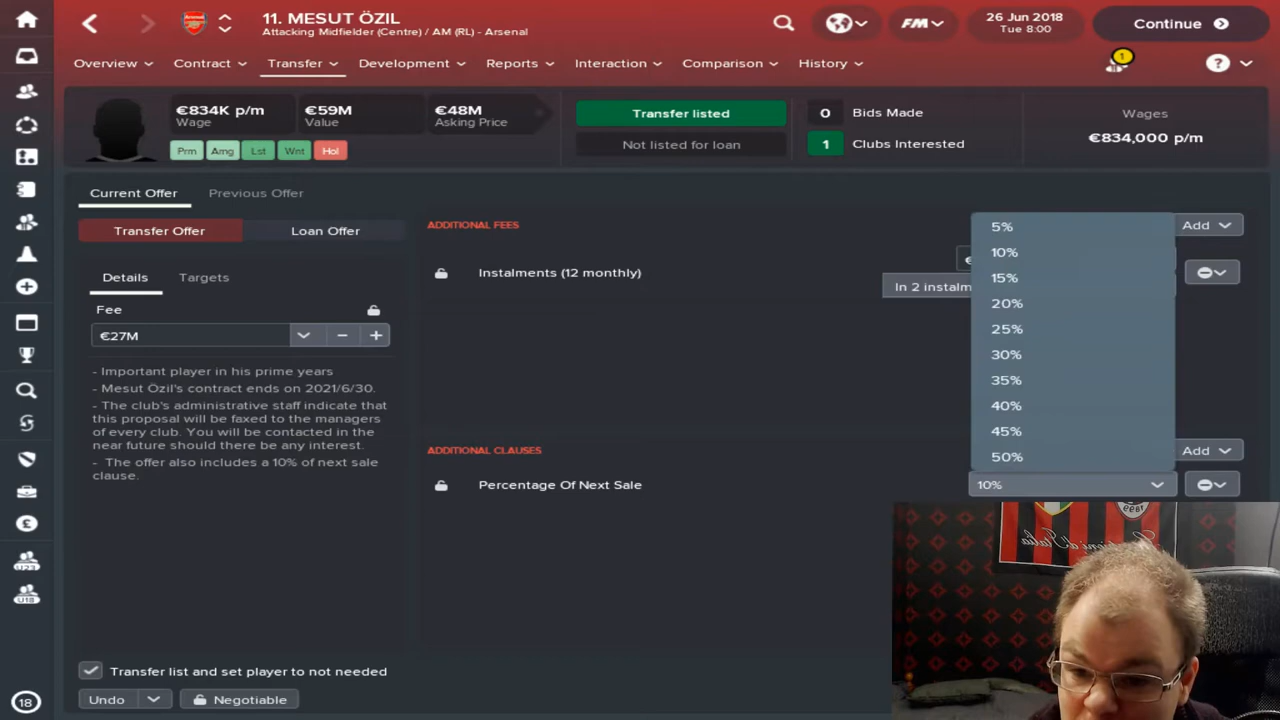 11. MESUT ÖZIL
Attacking Midfielder (Centre) / AM (RL) - Arsenal
FM
26 Jun 2018
Tue 8:00
Continue
Overview
Contract
Transfer
Development
Reports
Interaction
Comparison
History
1
?
€834K p/m
Wage
€59M
Value
€48M
Asking Price
Prm
Amg
Lst
Wnt
Hol
Transfer listed
Not listed for loan
0 Bids Made
1 Clubs Interested
Wages
€834,000 p/m
Current Offer
Previous Offer
Transfer Offer
Loan Offer
Details
Targets
Fee
€27M
- Important player in his prime years
- Mesut Özil's contract ends on 2021/6/30.
- The club's administrative staff indicate that
this proposal will be faxed to the managers
of every club. You will be contacted in the
near future should there be any interest.
- The offer also includes a 10% of next sale
clause.
ADDITIONAL FEES
Add
Instalments (12 monthly)
€
In 2 instalm
5%
10%
15%
20%
25%
30%
35%
40%
45%
50%
ADDITIONAL CLAUSES
Add
Percentage Of Next Sale
10%
Transfer list and set player to not needed
Undo
Negotiable
U23
U18
18